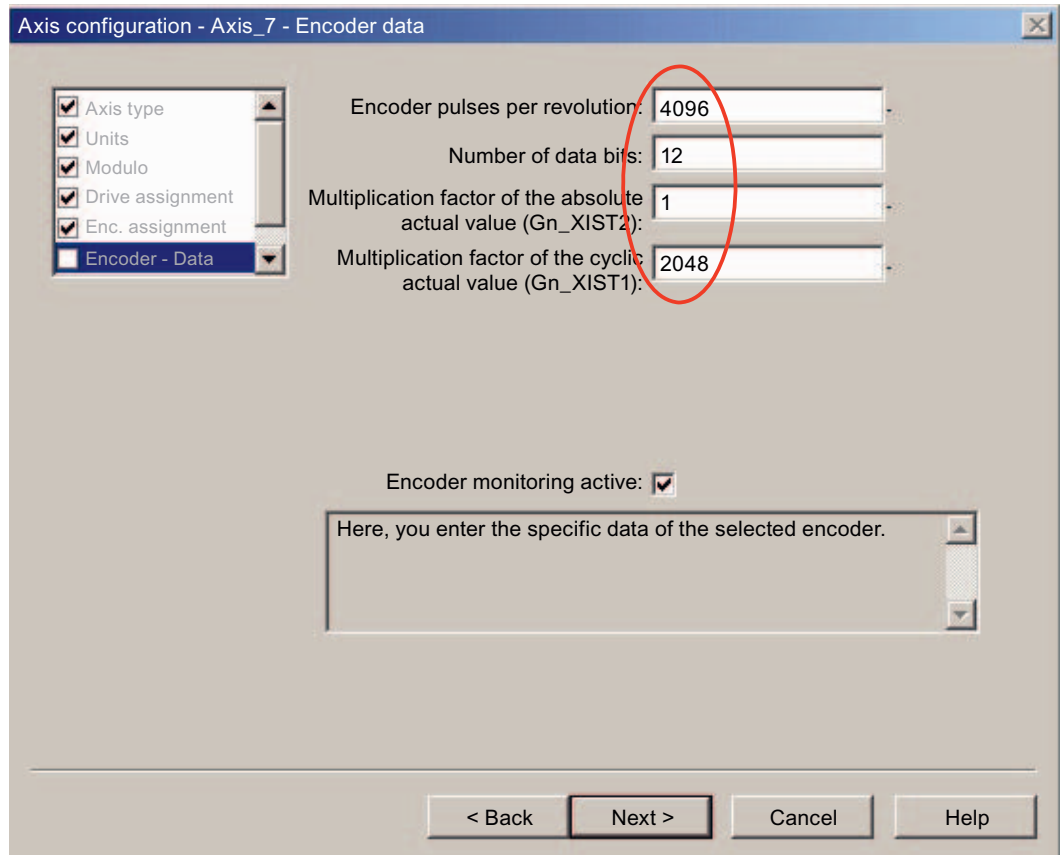 Axis configuration - Axis_7 - Encoder data
Axis type
Units
Modulo
Drive assignment
Enc. assignment
Encoder - Data
Encoder pulses per revolution: 4096 -
Number of data bits: 12
Multiplication factor of the absolute
actual value (Gn_XIST2): 1 -
Multiplication factor of the cyclic
actual value (Gn_XIST1): 2048 -
Encoder monitoring active:
Here, you enter the specific data of the selected encoder.
< Back Next > Cancel Help